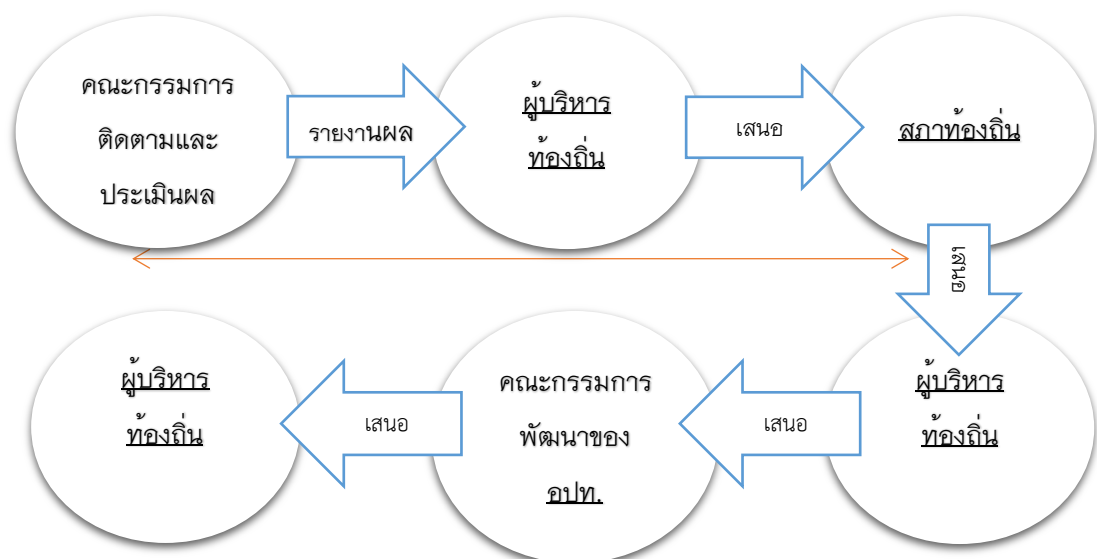 คณะกรรมการ
ติดตามและ
ประเมินผล
รายงานผล
ผู้บริหาร
ท้องถิ่น
เสนอ
สภาท้องถิ่น
เสนอ
ผู้บริหาร
ท้องถิ่น
เสนอ
คณะกรรมการ
พัฒนาของ
อปท.
เสนอ
ผู้บริหาร
ท้องถิ่น